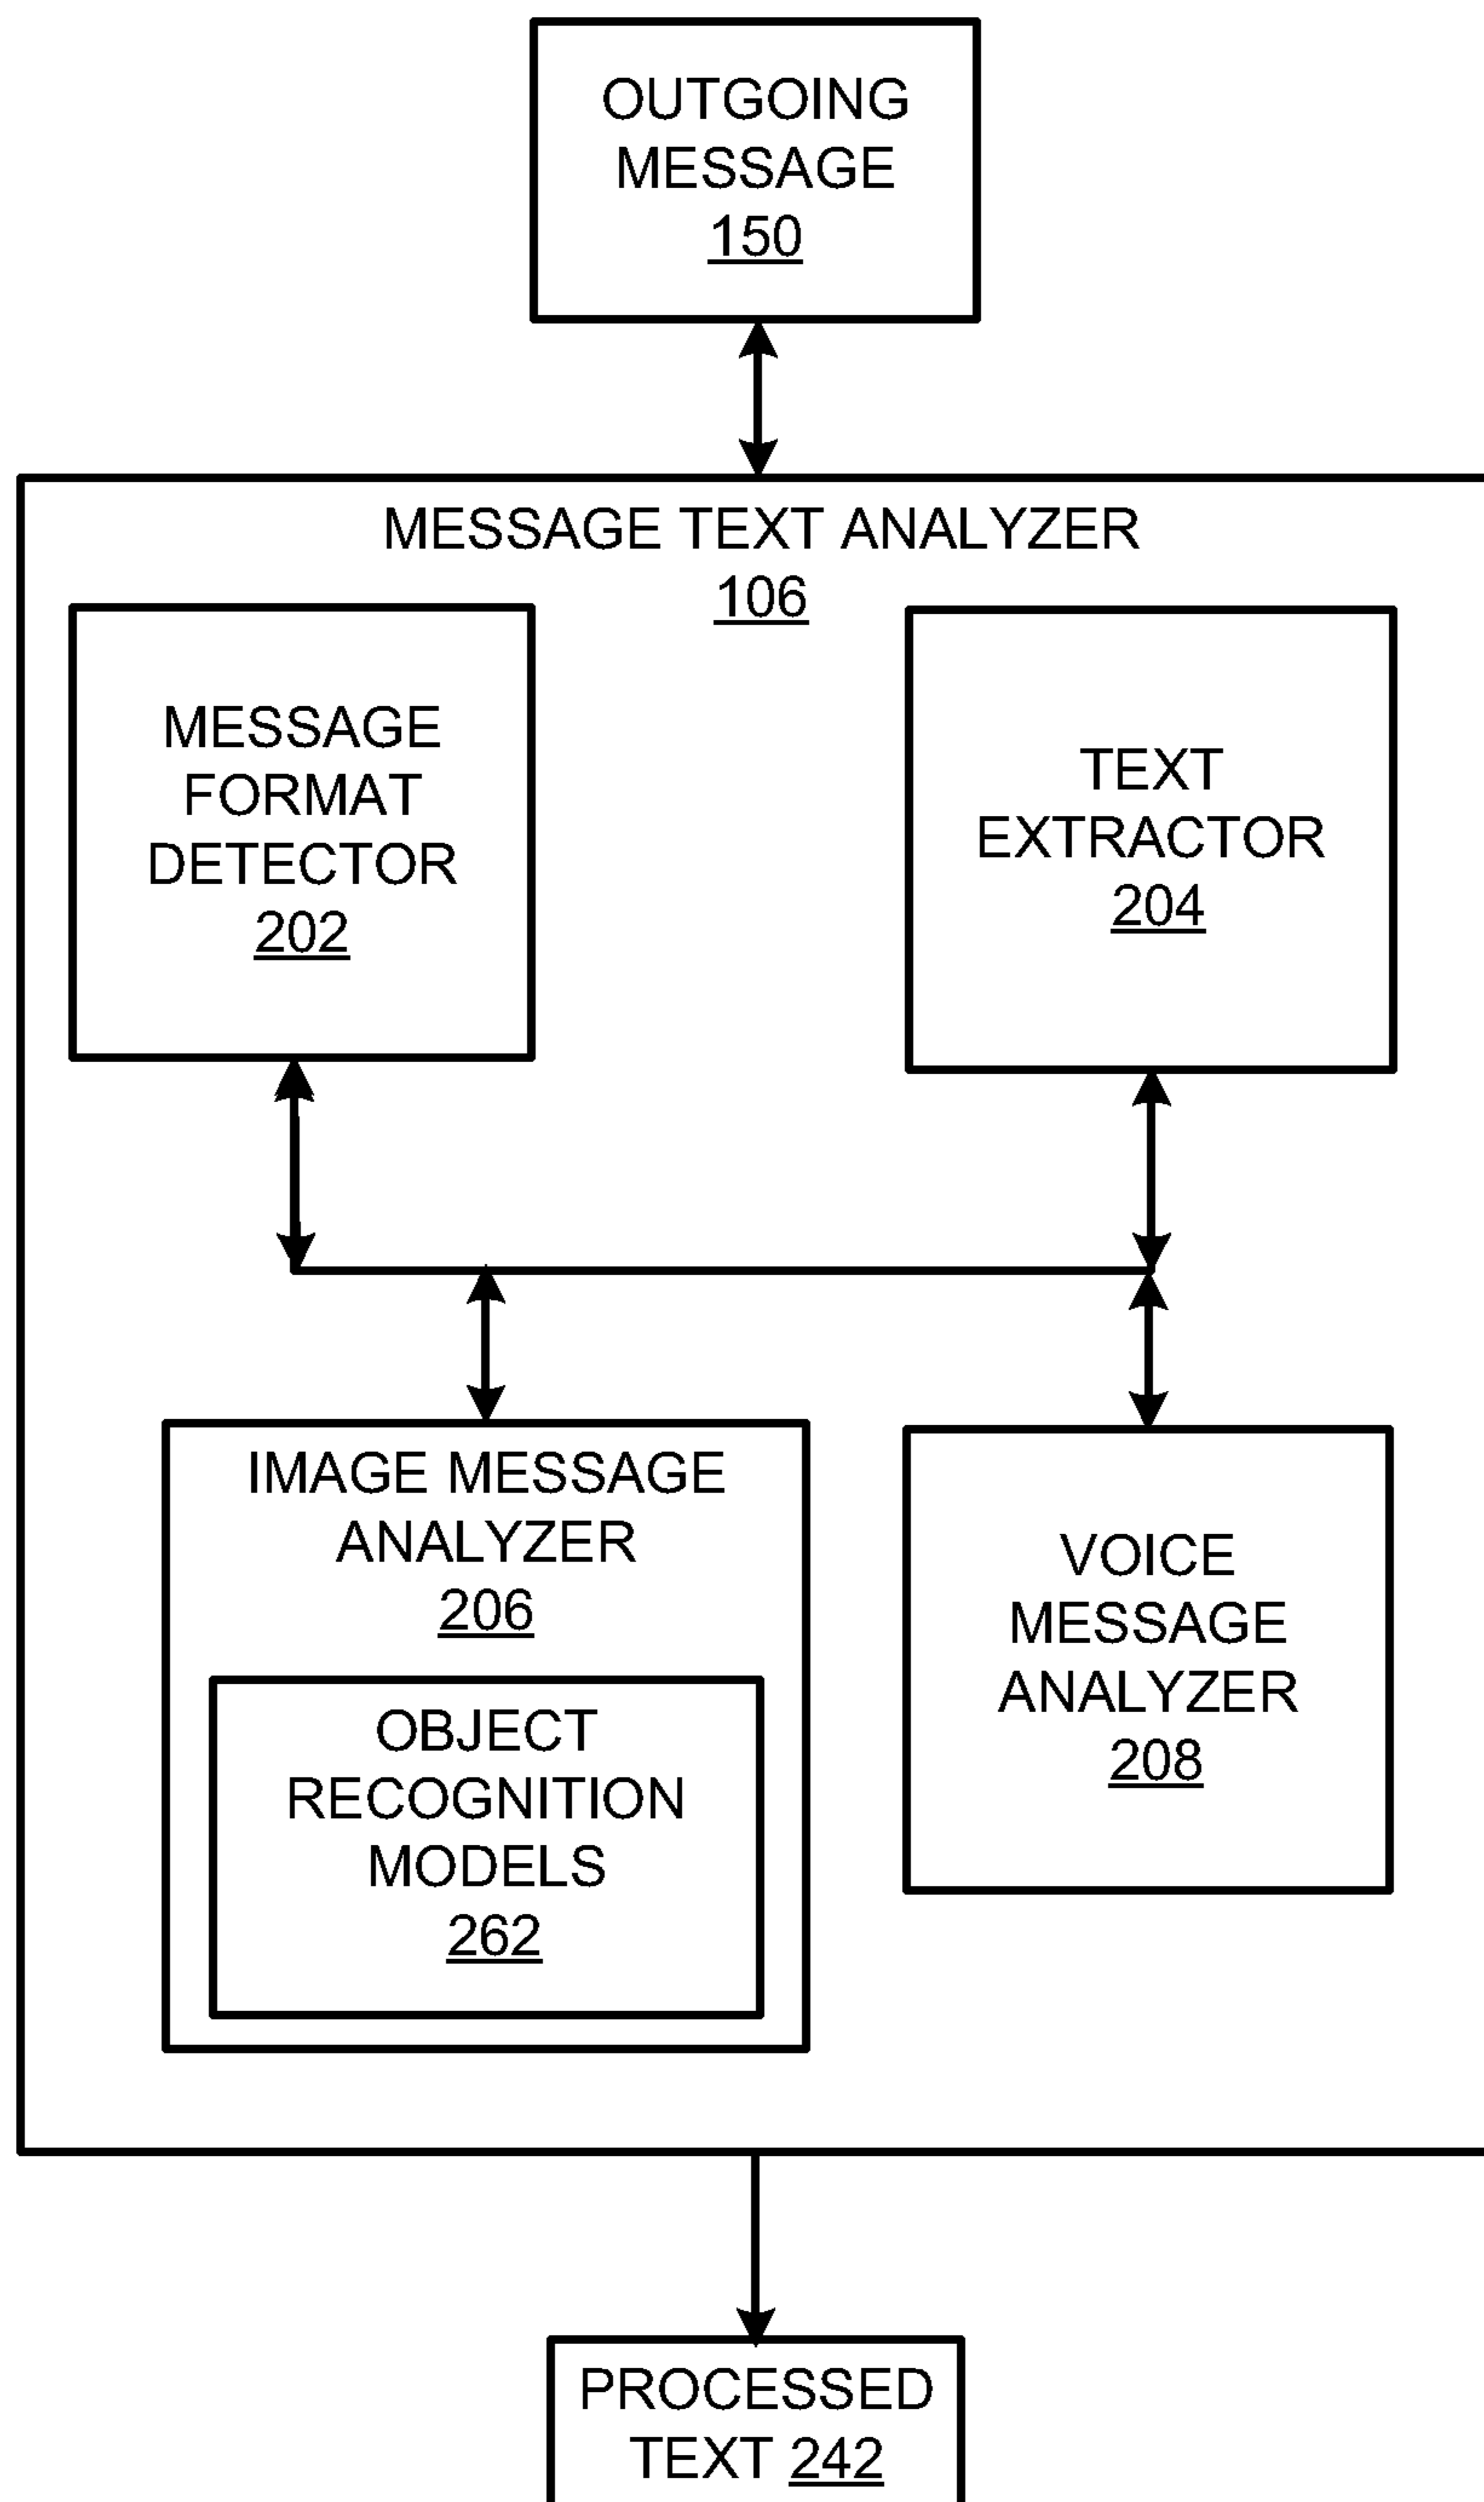 OUTGOING
MESSAGE
150
MESSAGE TEXT ANALYZER
106
MESSAGE
FORMAT
DETECTOR
202
TEXT
EXTRACTOR
204
IMAGE MESSAGE
ANALYZER
206
OBJECT
RECOGNITION
MODELS
262
VOICE
MESSAGE
ANALYZER
208
PROCESSED
TEXT 242